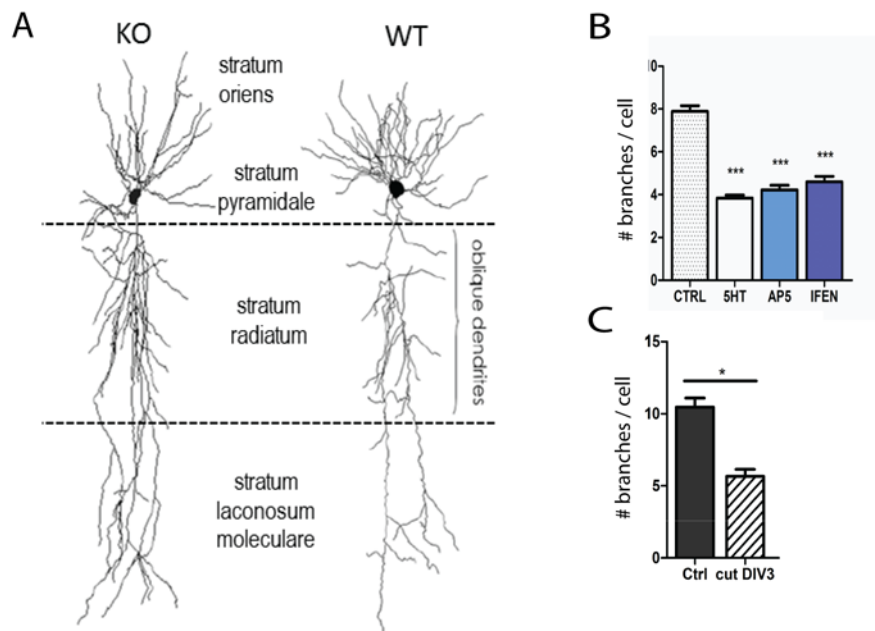 A
KO
WT
stratum
oriens
stratum
pyramidale
stratum
radiatum
oblique dendrites
stratum
laconosum
moleculare
B
# branches / cell
10
8
6
4
2
0
***
***
***
CTRL
5HT
AP5
IFEN
C
# branches / cell
15
10
5
0
*
Ctrl
cut DIV3